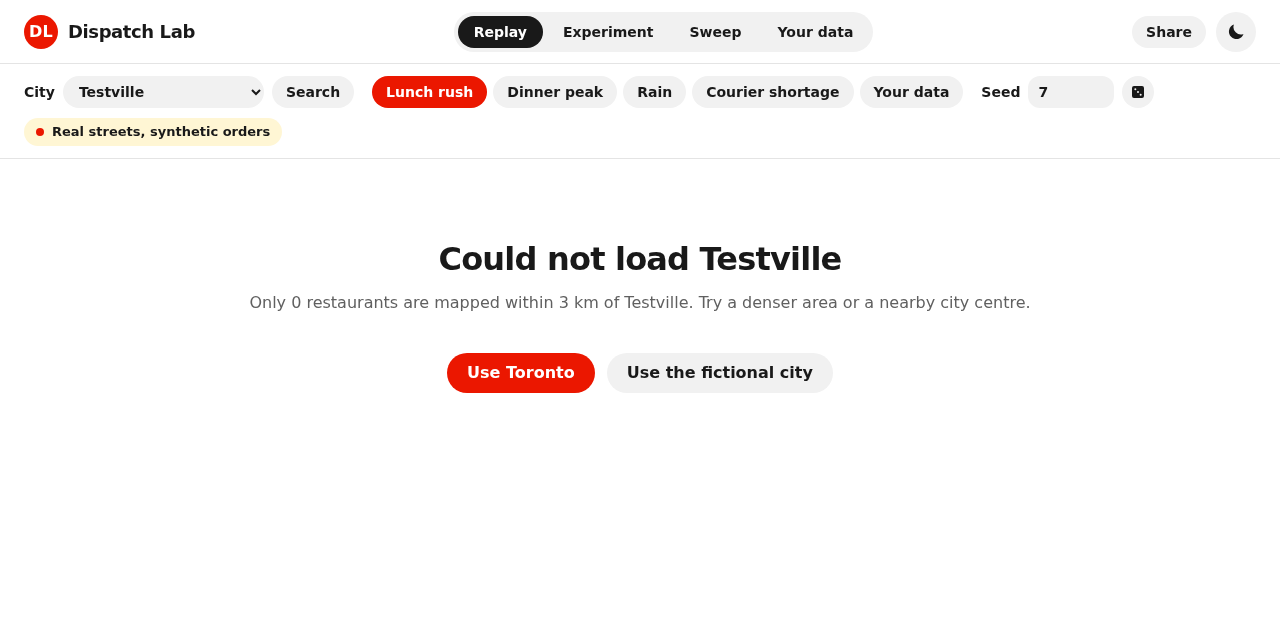 DL Dispatch Lab Replay Experiment Sweep Your data Share
City Testville Search Lunch rush Dinner peak Rain Courier shortage Your data Seed 7
Real streets, synthetic orders
Could not load Testville
Only 0 restaurants are mapped within 3 km of Testville. Try a denser area or a nearby city centre.
Use Toronto Use the fictional city